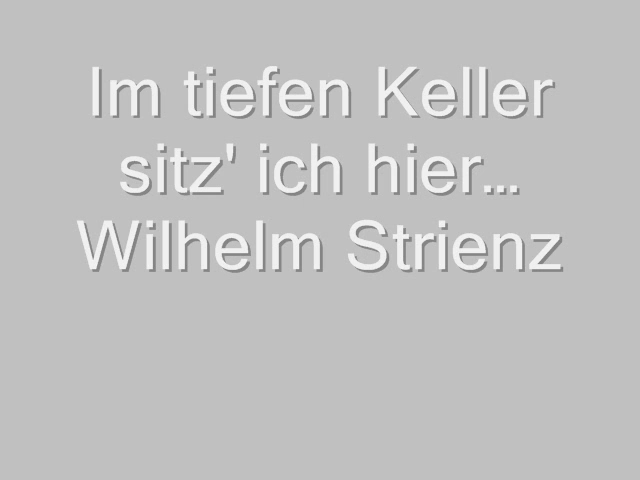 Im tiefen Keller
sitz' ich hier...
Wilhelm Strienz